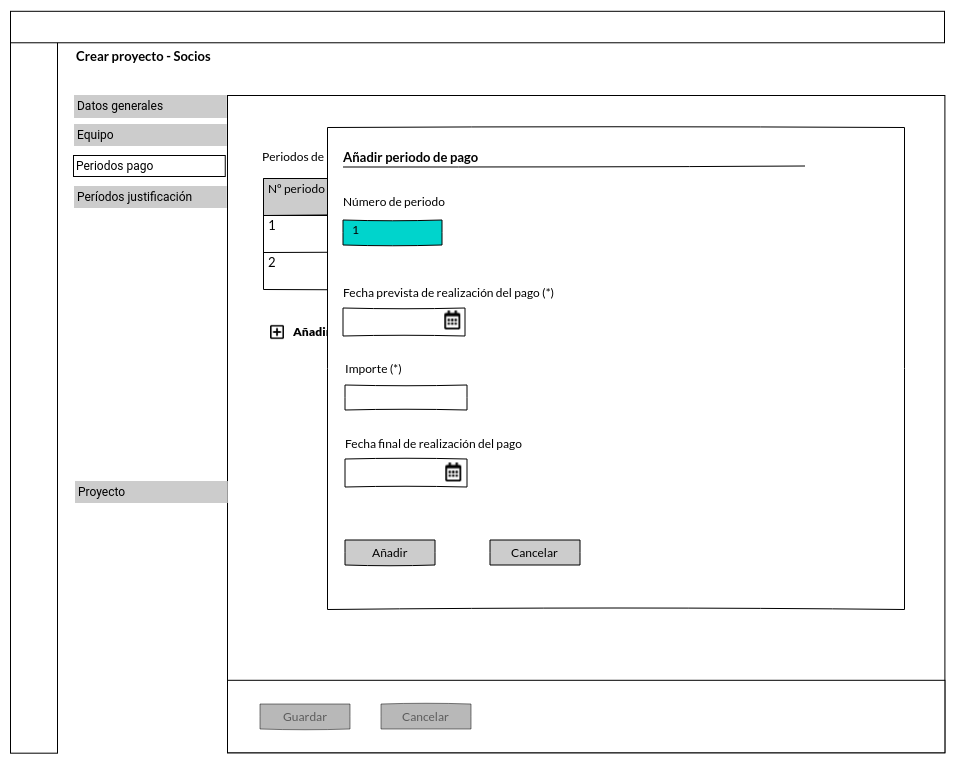 Crear proyecto - Socios
Datos generales
Equipo
Periodos pago
Períodos justificación
Proyecto
Periodos de
Nº periodo
1
2
Añadir
Añadir periodo de pago
Número de periodo
1
Fecha prevista de realización del pago (*)
Importe (*)
Fecha final de realización del pago
Añadir Cancelar
Guardar Cancelar